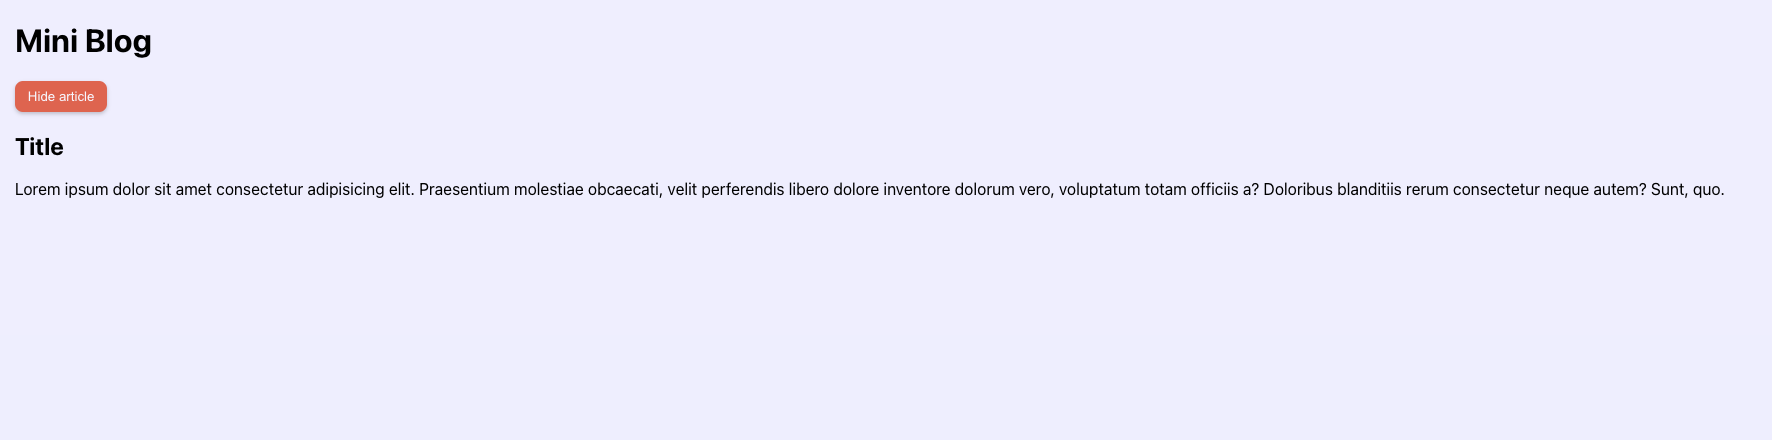 Mini Blog
Hide article
Title
Lorem ipsum dolor sit amet consectetur adipisicing elit. Praesentium molestiae obcaecati, velit perferendis libero dolore inventore dolorum vero, voluptatum totam officiis a? Doloribus blanditiis rerum consectetur neque autem? Sunt, quo.